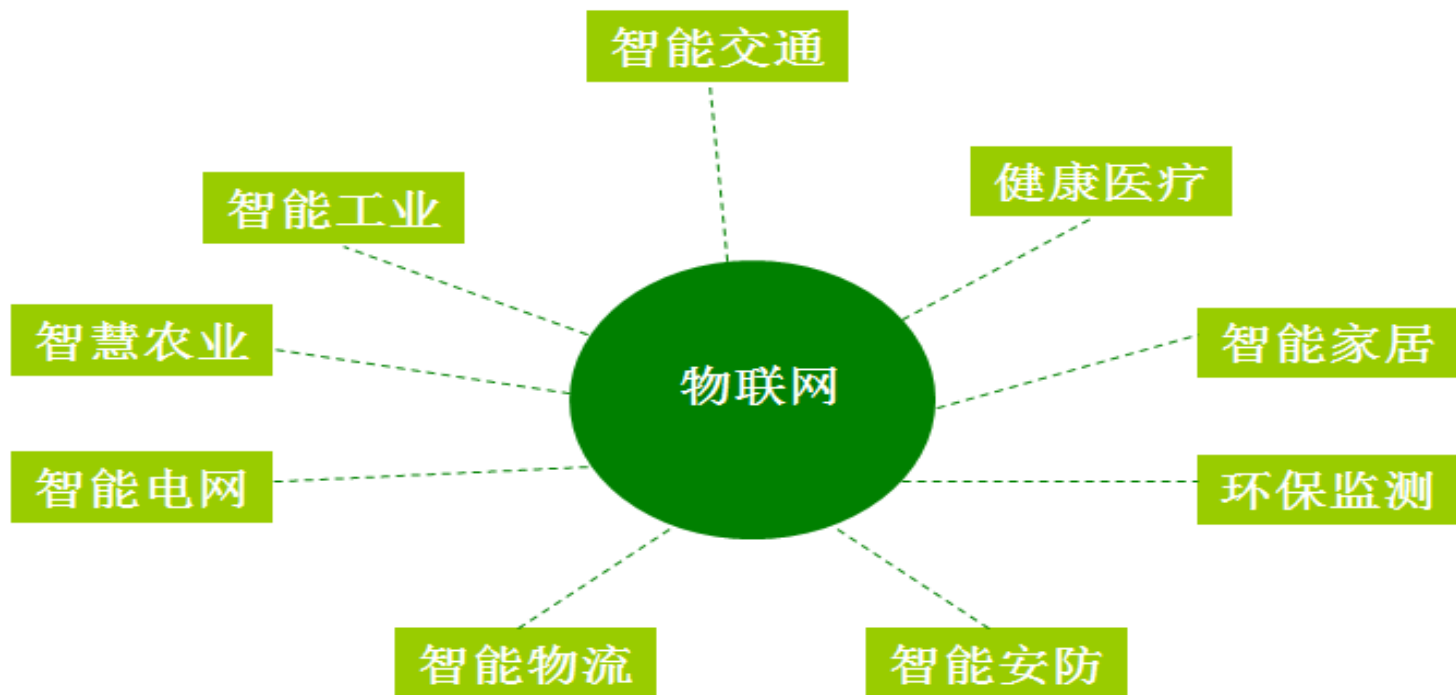 智能交通
健康医疗
智能工业
智慧农业
智能家居
物联网
智能电网
环保监测
智能物流
智能安防